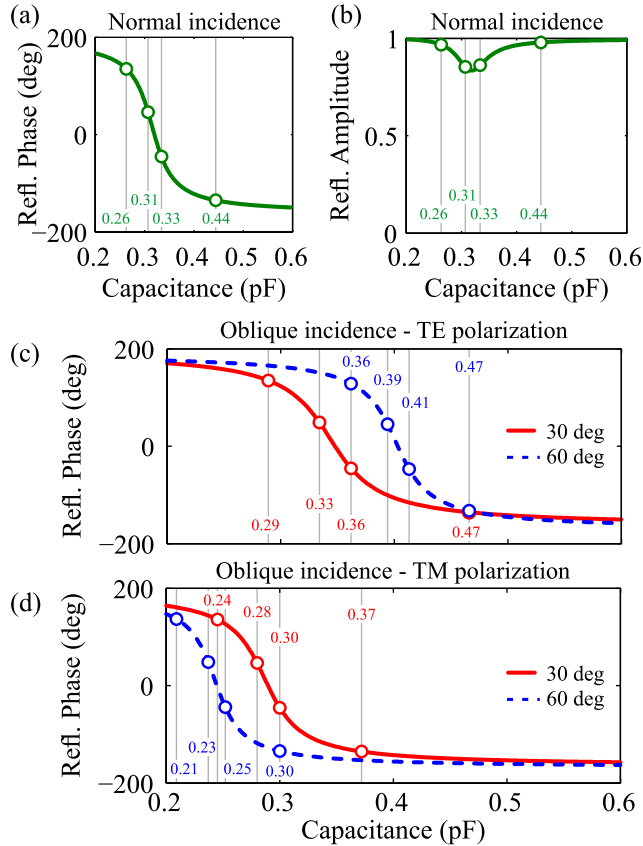 (a)
Normal incidence
Refl. Phase (deg)
200
0
−200
0.26
0.31
0.33
0.44
0.2 0.3 0.4 0.5 0.6
Capacitance (pF)
(b)
Normal incidence
Refl. Amplitude
1
0.5
0
0.26
0.31
0.33
0.44
0.2 0.3 0.4 0.5 0.6
Capacitance (pF)
(c)
Oblique incidence - TE polarization
Refl. Phase (deg)
200
0
−200
0.36
0.39
0.41
0.47
0.29
0.33
0.36
0.47
30 deg
60 deg
(d)
Oblique incidence - TM polarization
Refl. Phase (deg)
200
0
−200
0.24
0.28
0.30
0.37
0.21
0.23
0.25
0.30
30 deg
60 deg
0.2 0.3 0.4 0.5 0.6
Capacitance (pF)